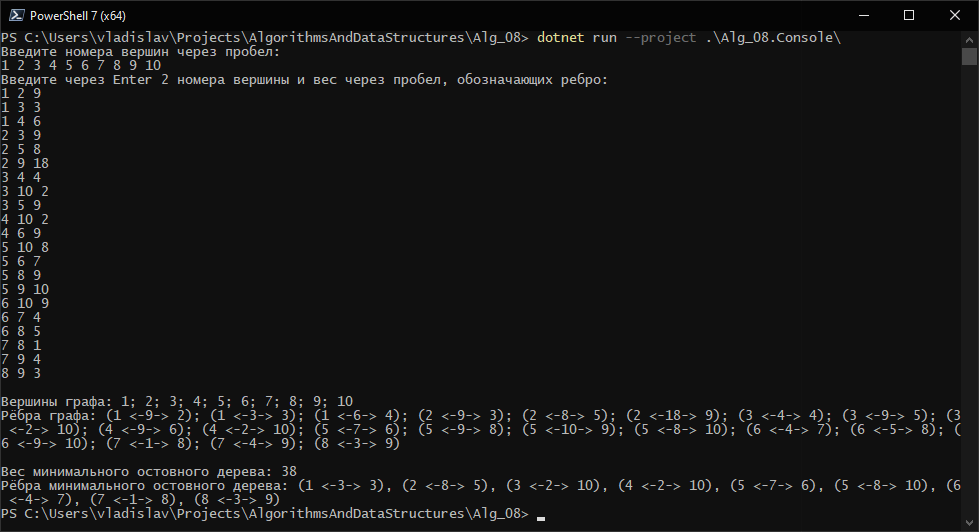 PowerShell 7 (x64)
PS C:\Users\vladislav\Projects\AlgorithmsAndDataStructures\Alg_08> dotnet run --project .\Alg_08.Console\
Введите номера вершин через пробел:
1 2 3 4 5 6 7 8 9 10
Введите через Enter 2 номера вершины и вес через пробел, обозначающих ребро:
1 2 9
1 3 3
1 4 6
2 3 9
2 5 8
2 9 18
3 4 4
3 10 2
3 5 9
4 10 2
4 6 9
5 10 8
5 6 7
5 8 9
5 9 10
6 10 9
6 7 4
6 8 5
7 8 1
7 9 4
8 9 3
Вершины графа: 1; 2; 3; 4; 5; 6; 7; 8; 9; 10
Рёбра графа: (1 <-9-> 2); (1 <-3-> 3); (1 <-6-> 4); (2 <-9-> 3); (2 <-8-> 5); (2 <-18-> 9); (3 <-4-> 4); (3 <-9-> 5); (3
<-2-> 10); (4 <-9-> 6); (4 <-2-> 10); (5 <-7-> 6); (5 <-9-> 8); (5 <-10-> 9); (5 <-8-> 10); (6 <-4-> 7); (6 <-5-> 8); (
6 <-9-> 10); (7 <-1-> 8); (7 <-4-> 9); (8 <-3-> 9)
Вес минимального остовного дерева: 38
Рёбра минимального остовного дерева: (1 <-3-> 3), (2 <-8-> 5), (3 <-2-> 10), (4 <-2-> 10), (5 <-7-> 6), (5 <-8-> 10), (6
<-4-> 7), (7 <-1-> 8), (8 <-3-> 9)
PS C:\Users\vladislav\Projects\AlgorithmsAndDataStructures\Alg_08>